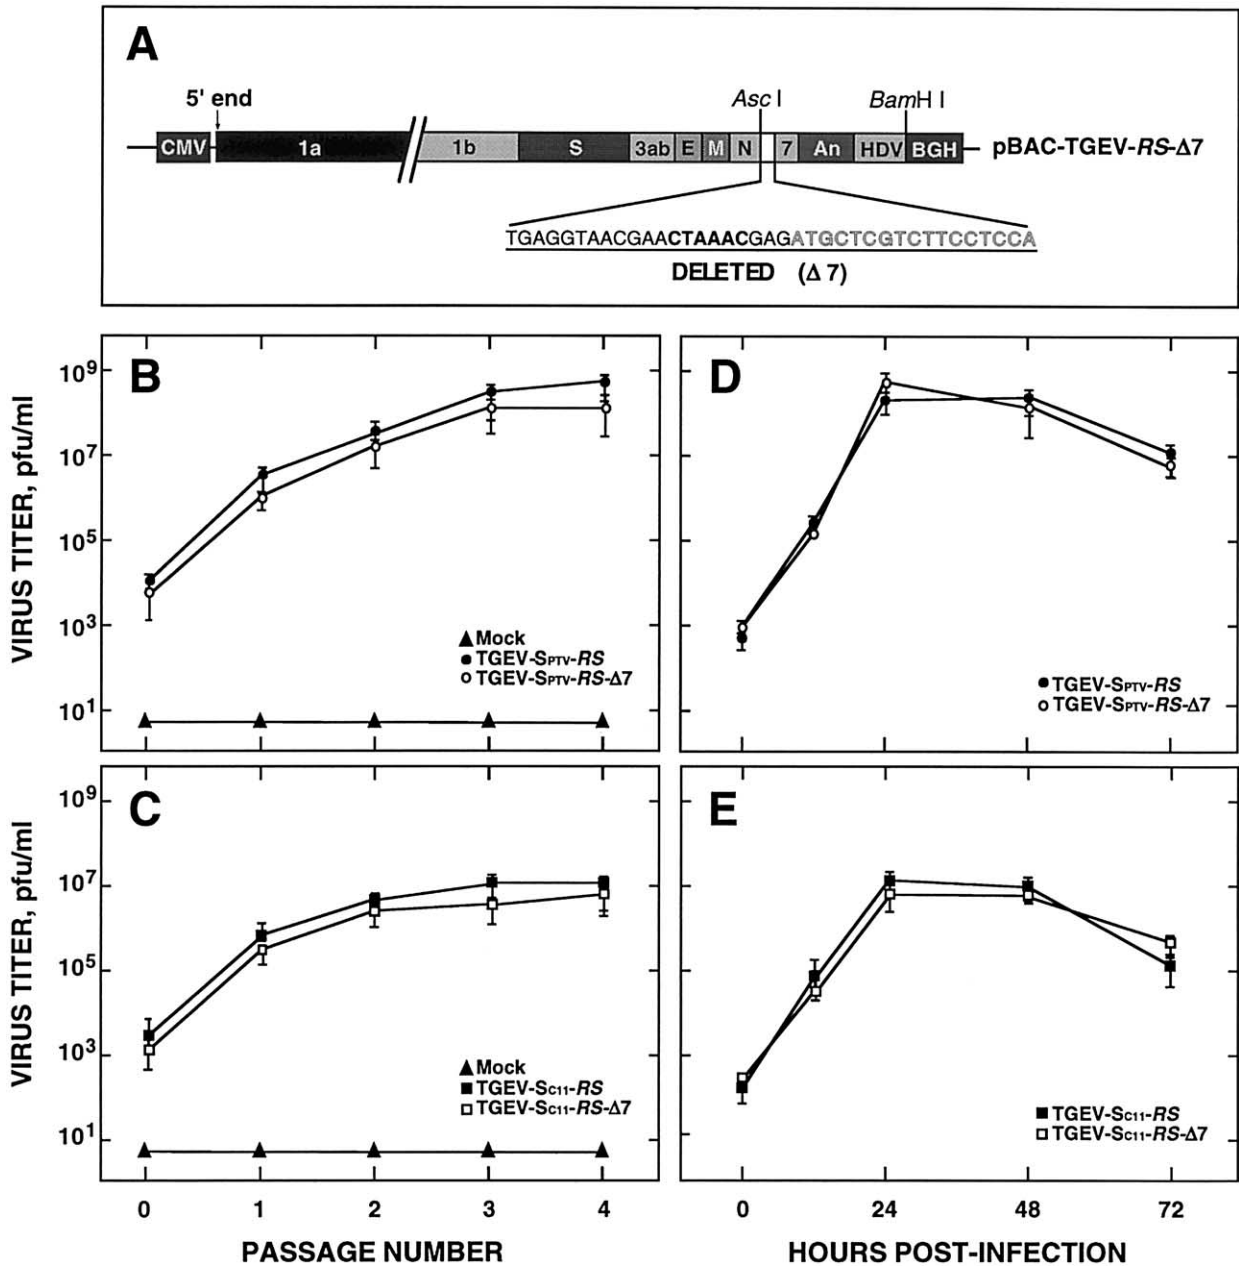 A
5' end
Asc I
BamH I
CMV 1a 1b S 3ab E M N 7 An HDV BGH pBAC-TGEV-RS-Δ7
TGAGGTAACGAACTAAACGAGATGCTCGTCTTCCTCCA
DELETED (Δ 7)
B
VIRUS TITER, pfu/ml
10⁹
10⁷
10⁵
10³
10¹
Mock
TGEV-SPTV-RS
TGEV-SPTV-RS-Δ7
D
TGEV-SPTV-RS
TGEV-SPTV-RS-Δ7
C
VIRUS TITER, pfu/ml
10⁹
10⁷
10⁵
10³
10¹
Mock
TGEV-SC11-RS
TGEV-SC11-RS-Δ7
0 1 2 3 4
PASSAGE NUMBER
E
TGEV-SC11-RS
TGEV-SC11-RS-Δ7
0 24 48 72
HOURS POST-INFECTION